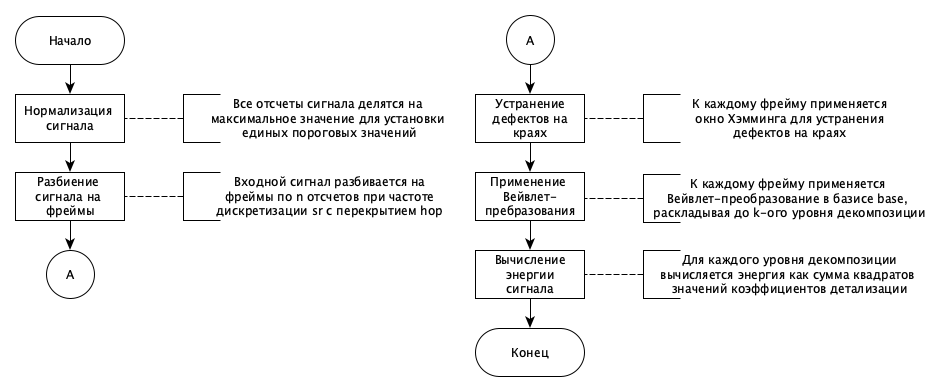 Начало
Нормализация
сигнала
Все отсчеты сигнала делятся на
максимальное значение для установки
единых пороговых значений
Разбиение
сигнала на
фреймы
Входной сигнал разбивается на
фреймы по n отсчетов при частоте
дискретизации sr с перекрытием hop
А
А
Устранение
дефектов на
краях
К каждому фрейму применяется
окно Хэмминга для устранения
дефектов на краях
Применение
Вейвлет-
пребразования
К каждому фрейму применяется
Вейвлет-преобразование в базисе base,
раскладывая до k-ого уровня декомпозиции
Вычисление
энергии
сигнала
Для каждого уровня декомпозиции
вычисляется энергия как сумма квадратов
значений коэффициентов детализации
Конец